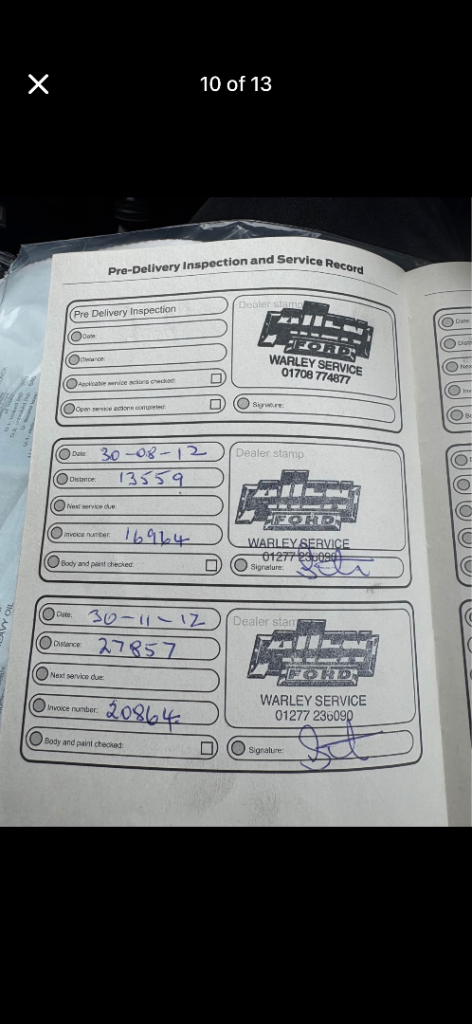 10 of 13
Pre-Delivery Inspection and Service Record
Pre Delivery Inspection
Date:
Distance:
Applicable service actions checked:
Open service actions completed:
Dealer stamp
Allen
FORD
WARLEY SERVICE
01708 774877
Signature:
Date: 30-08-12
Distance: 13559
Next service due:
Invoice number: 16964
Body and paint checked:
Dealer stamp
Allen
FORD
WARLEY SERVICE
01277 236090
Signature:
Date: 30-11-12
Distance: 27857
Next service due:
Invoice number: 20864
Body and paint checked:
Dealer stamp
Allen
FORD
WARLEY SERVICE
01277 236090
Signature:
Date